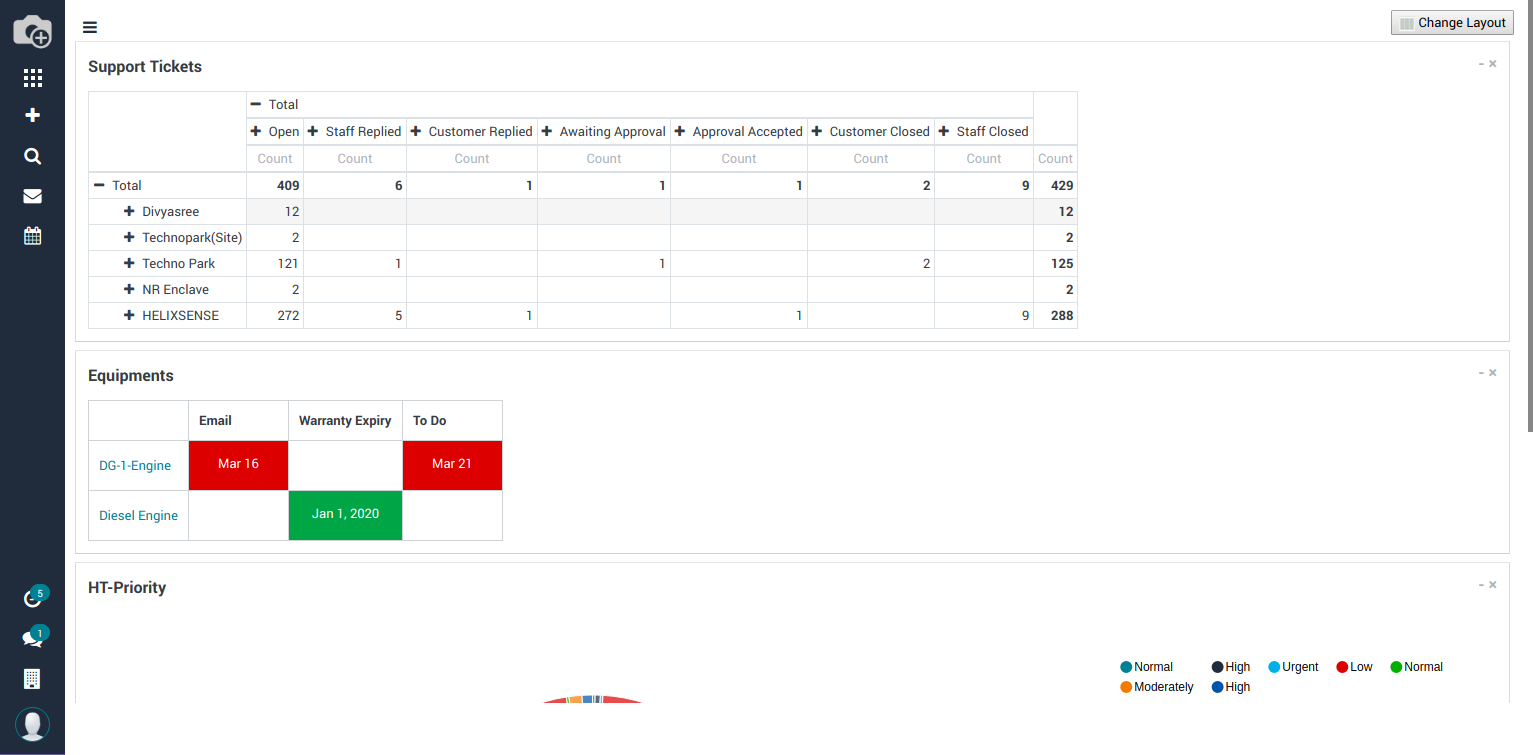 Change Layout
Support Tickets
Total
Open Staff Replied Customer Replied Awaiting Approval Approval Accepted Customer Closed Staff Closed
Count Count Count Count Count Count Count Count
Total 409 6 1 1 1 2 9 429
Divyasree 12 12
Technopark(Site) 2 2
Techno Park 121 1 1 2 125
NR Enclave 2 2
HELIXSENSE 272 5 1 1 9 288
Equipments
Email Warranty Expiry To Do
DG-1-Engine Mar 16 Mar 21
Diesel Engine Jan 1, 2020
HT-Priority
Normal High Urgent Low Normal
Moderately High
5
1